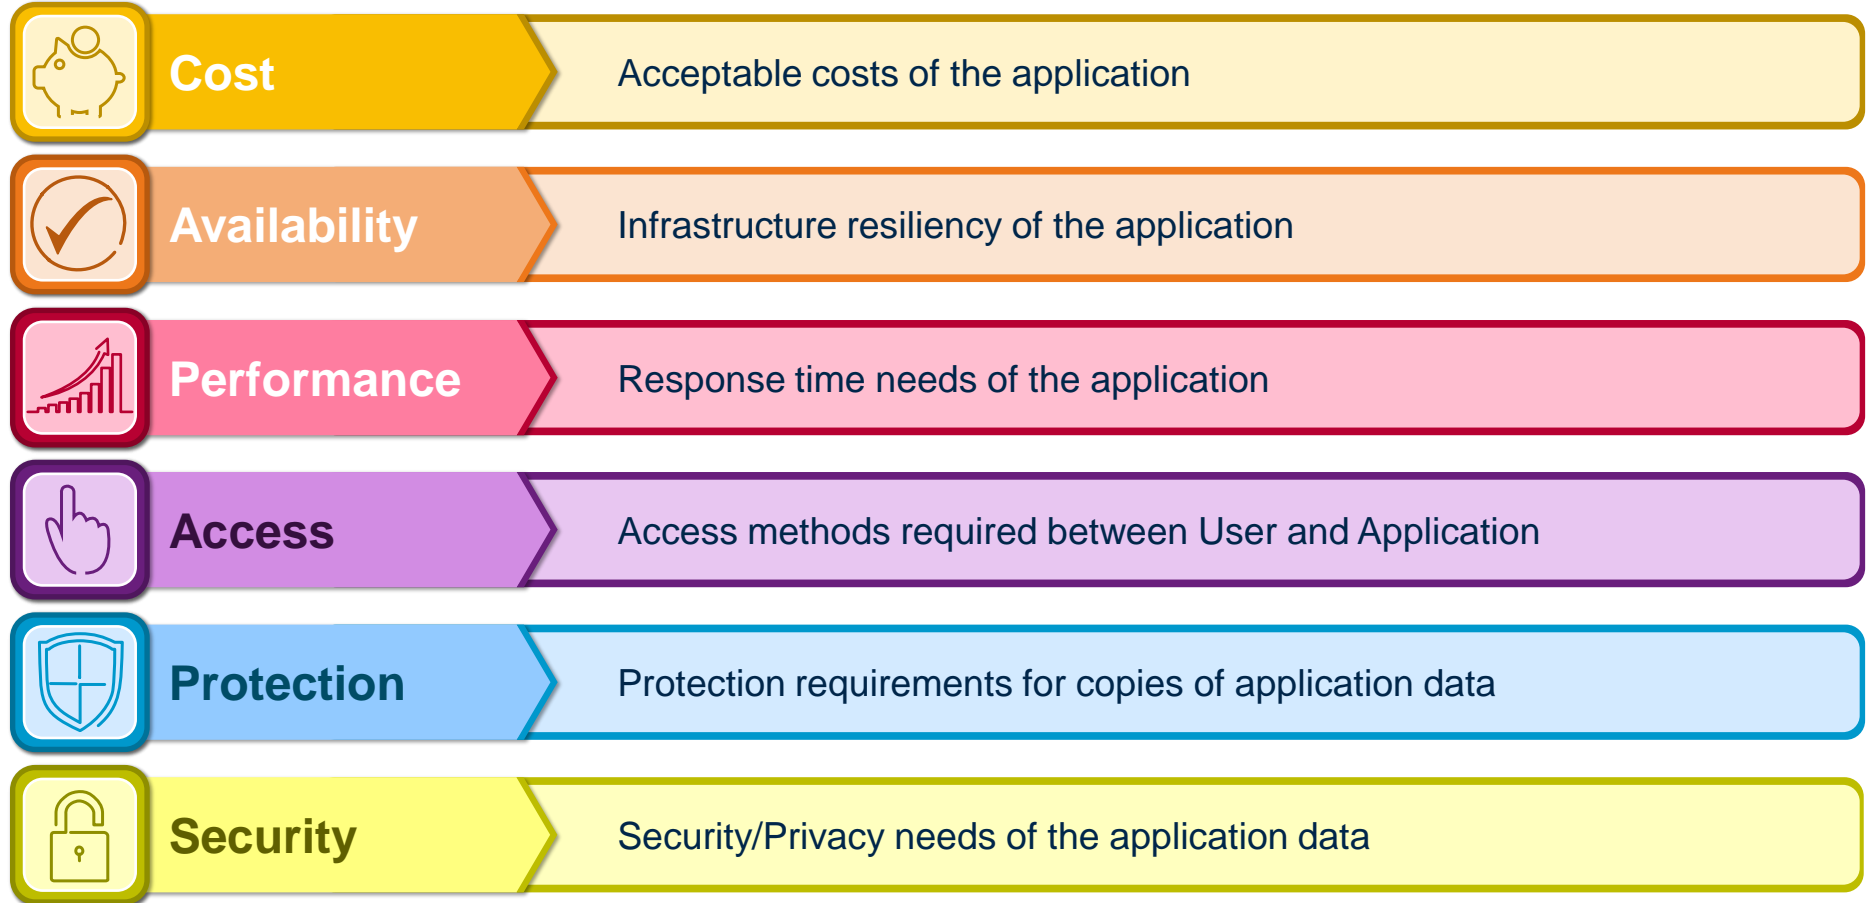 Cost
Acceptable costs of the application
Availability
Infrastructure resiliency of the application
Performance
Response time needs of the application
Access
Access methods required between User and Application
Protection
Protection requirements for copies of application data
Security
Security/Privacy needs of the application data